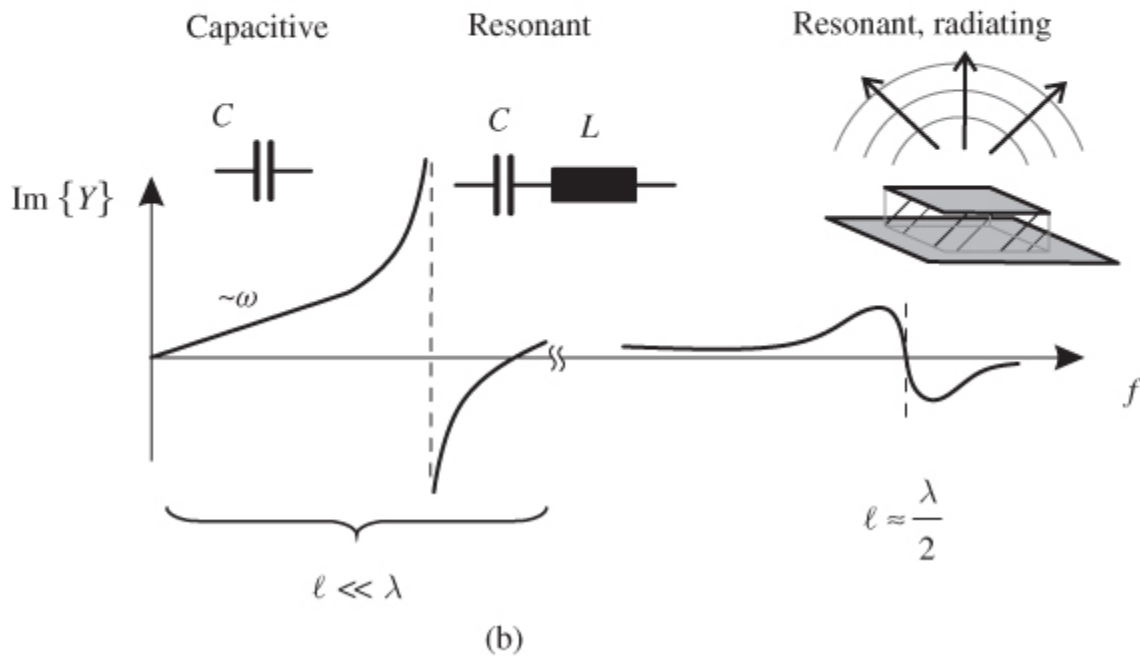 Capacitive
Resonant
Resonant, radiating
C
C
L
Im {Y}
~ω
f
ℓ ≪ λ
ℓ ≈ λ/2
(b)